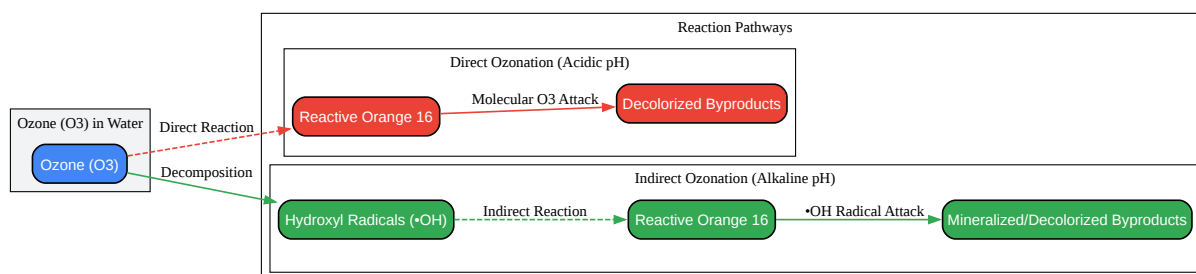 Reaction Pathways
Direct Ozonation (Acidic pH)
Reactive Orange 16
Molecular O3 Attack
Decolorized Byproducts
Ozone (O3) in Water
Ozone (O3)
Direct Reaction
Decomposition
Indirect Ozonation (Alkaline pH)
Hydroxyl Radicals (•OH)
Indirect Reaction
Reactive Orange 16
•OH Radical Attack
Mineralized/Decolorized Byproducts